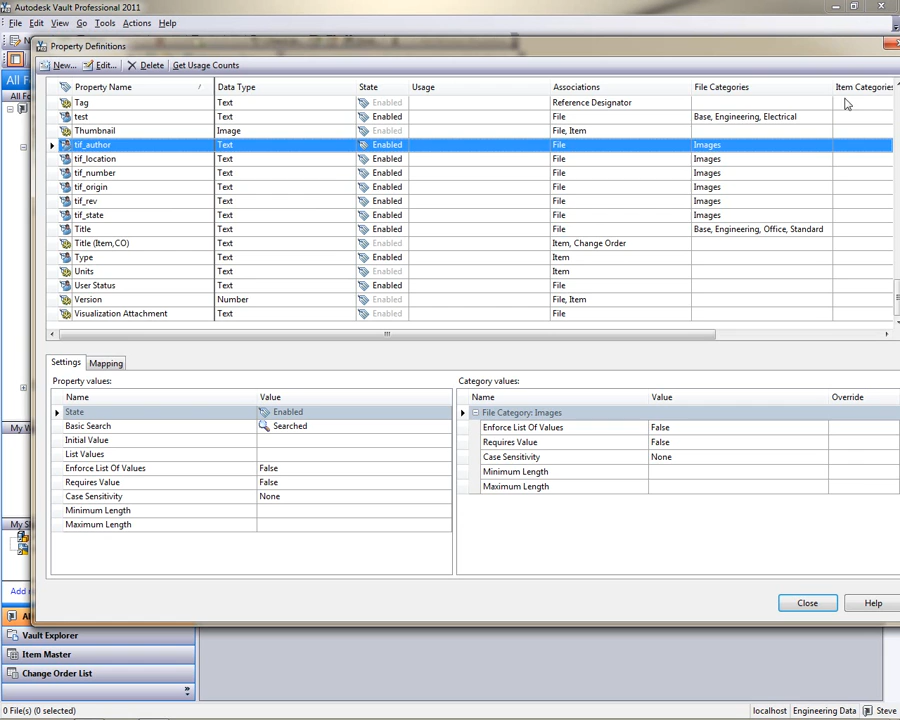 Autodesk Vault Professional 2011
File Edit View Go Tools Actions Help
Property Definitions
New... Edit... Delete Get Usage Counts
Property Name Data Type State Usage Associations File Categories Item Categories
Tag Text Enabled Reference Designator
test Text Enabled File Base, Engineering, Electrical
Thumbnail Image Enabled File, Item
tif_author Text Enabled File Images
tif_location Text Enabled File Images
tif_number Text Enabled File Images
tif_origin Text Enabled File Images
tif_rev Text Enabled File Images
tif_state Text Enabled File Images
Title Text Enabled File Base, Engineering, Office, Standard
Title (Item,CO) Text Enabled Item, Change Order
Type Text Enabled Item
Units Text Enabled Item
User Status Text Enabled File
Version Number Enabled File, Item
Visualization Attachment Text Enabled File
Settings Mapping
Property values:
Name Value
State Enabled
Basic Search Searched
Initial Value
List Values
Enforce List Of Values False
Requires Value False
Case Sensitivity None
Minimum Length
Maximum Length
Category values:
Name Value Override
File Category: Images
Enforce List Of Values False
Requires Value False
Case Sensitivity None
Minimum Length
Maximum Length
Close Help
All
All
My
My
Add
Vault Explorer
Item Master
Change Order List
0 File(s) (0 selected) localhost Engineering Data Steve